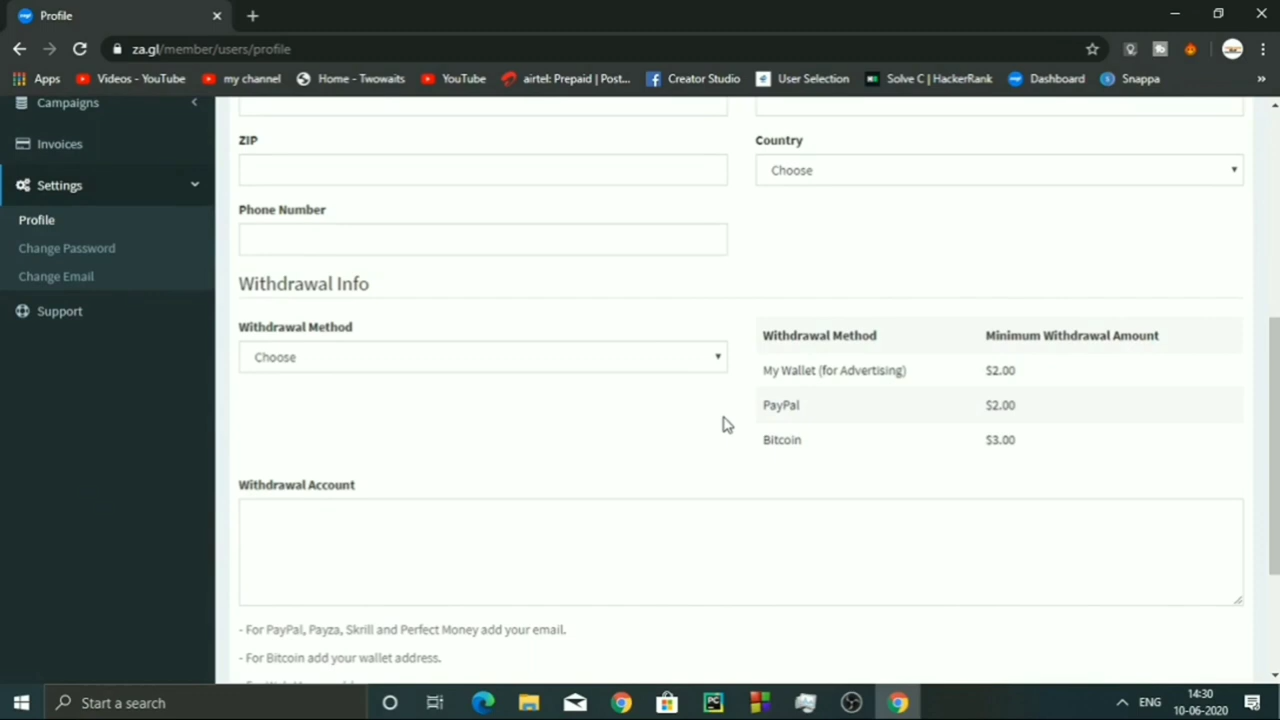 Profile
za.gl/member/users/profile
Apps
Videos - YouTube
my channel
Home - Twowaits
YouTube
airtel: Prepaid | Post...
Creator Studio
User Selection
Solve C | HackerRank
Dashboard
Snappa
»
Campaigns
Invoices
Settings
Profile
Change Password
Change Email
Support
ZIP
Country
Choose
Phone Number
Withdrawal Info
Withdrawal Method
Choose
Withdrawal Method Minimum Withdrawal Amount
My Wallet (for Advertising) $2.00
PayPal $2.00
Bitcoin $3.00
Withdrawal Account
- For PayPal, Payza, Skrill and Perfect Money add your email.
- For Bitcoin add your wallet address.
Start a search
ENG
14:30
10-06-2020